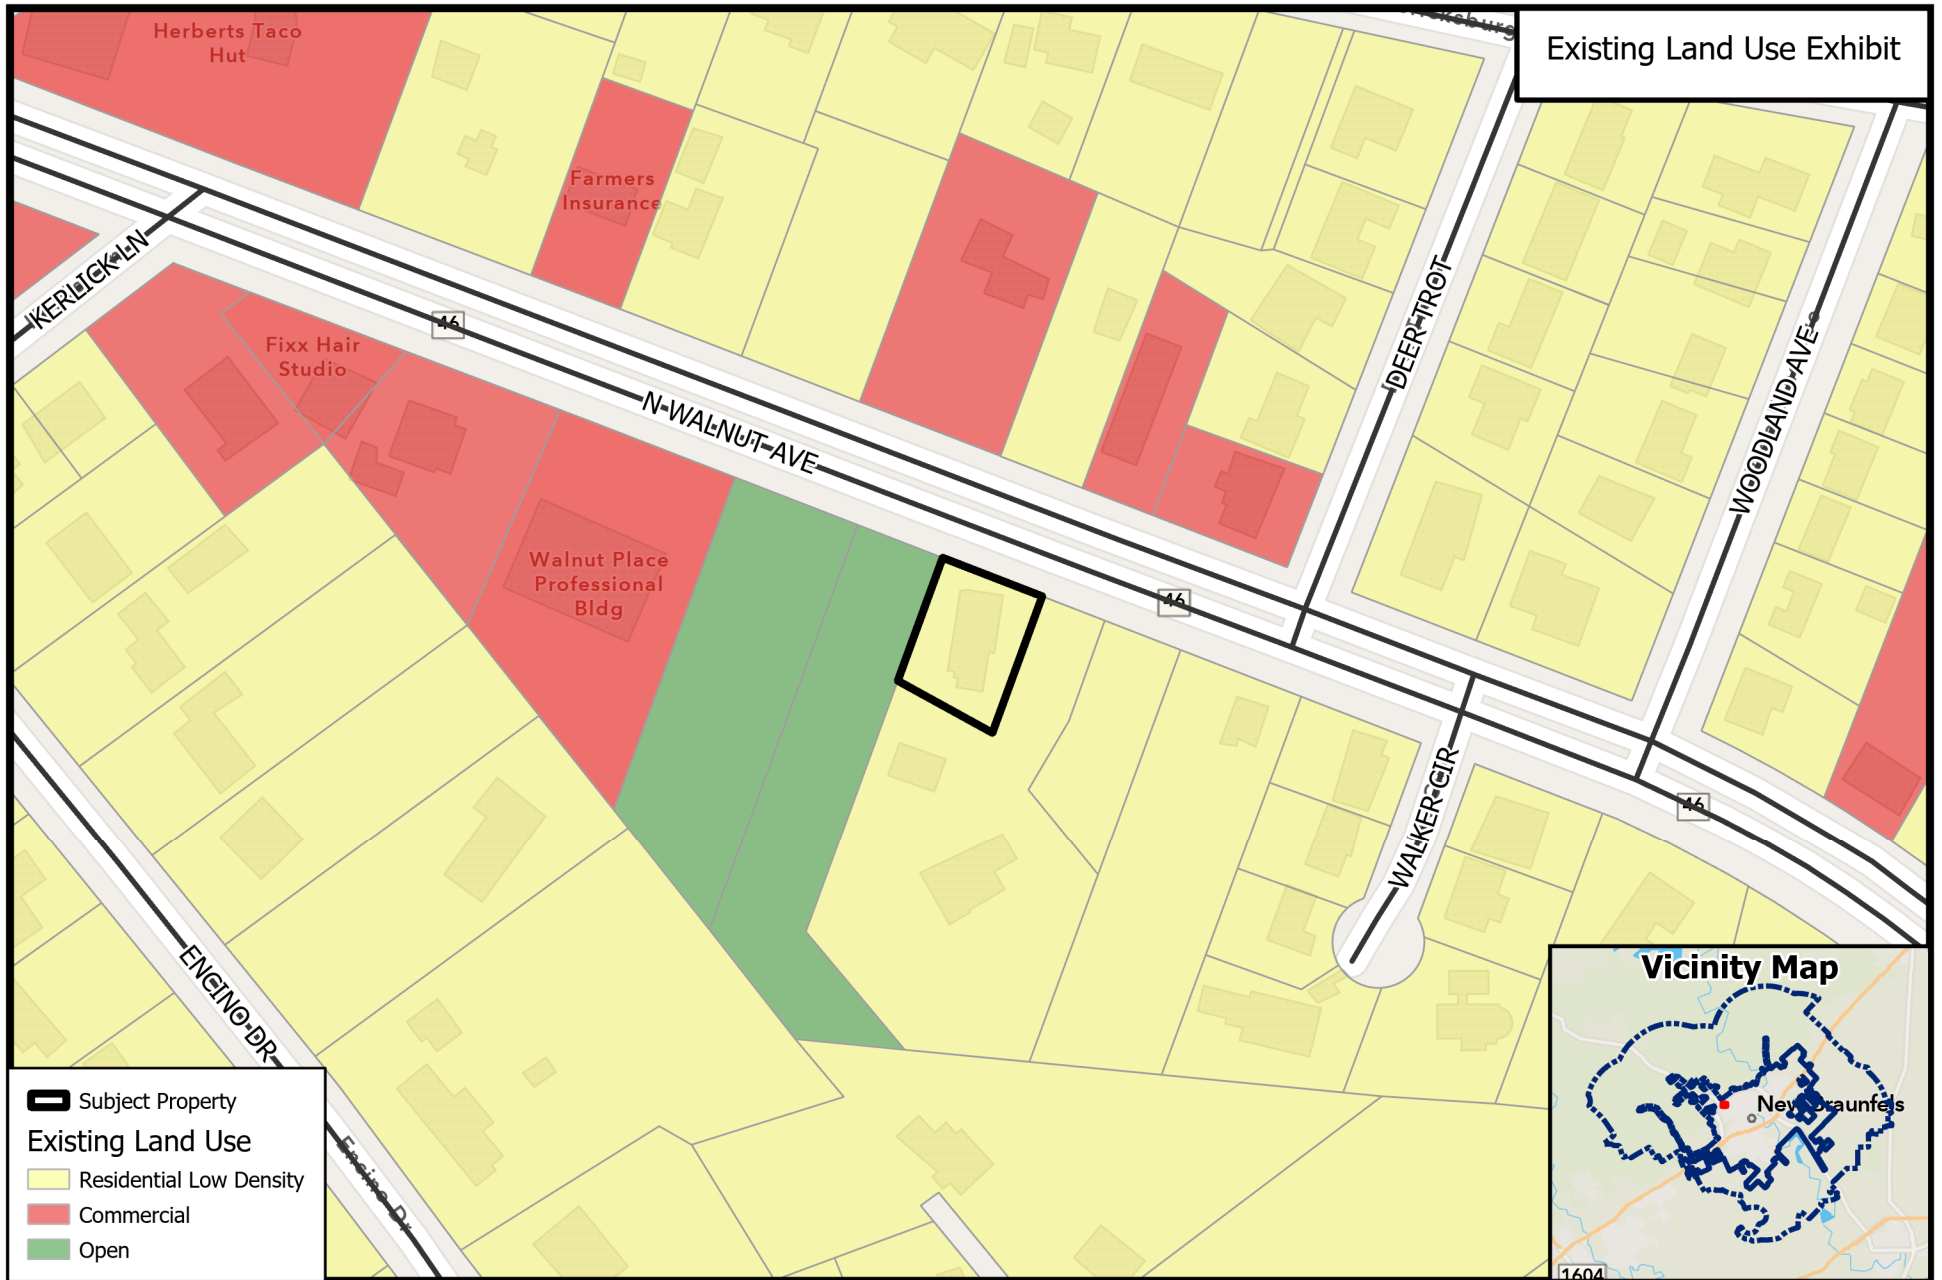 Existing Land Use Exhibit
Herberts Taco
Hut
Farmers
Insurance
KERLICK LN
46
Fixx Hair
Studio
N WALNUT AVE
DEER TROT
WOODLAND AVE
Walnut Place
Professional
Bldg
46
WALKER CIR
46
ENCINO DR
Encino Dr
Subject Property
Existing Land Use
Residential Low Density
Commercial
Open
Vicinity Map
New Braunfels
1604